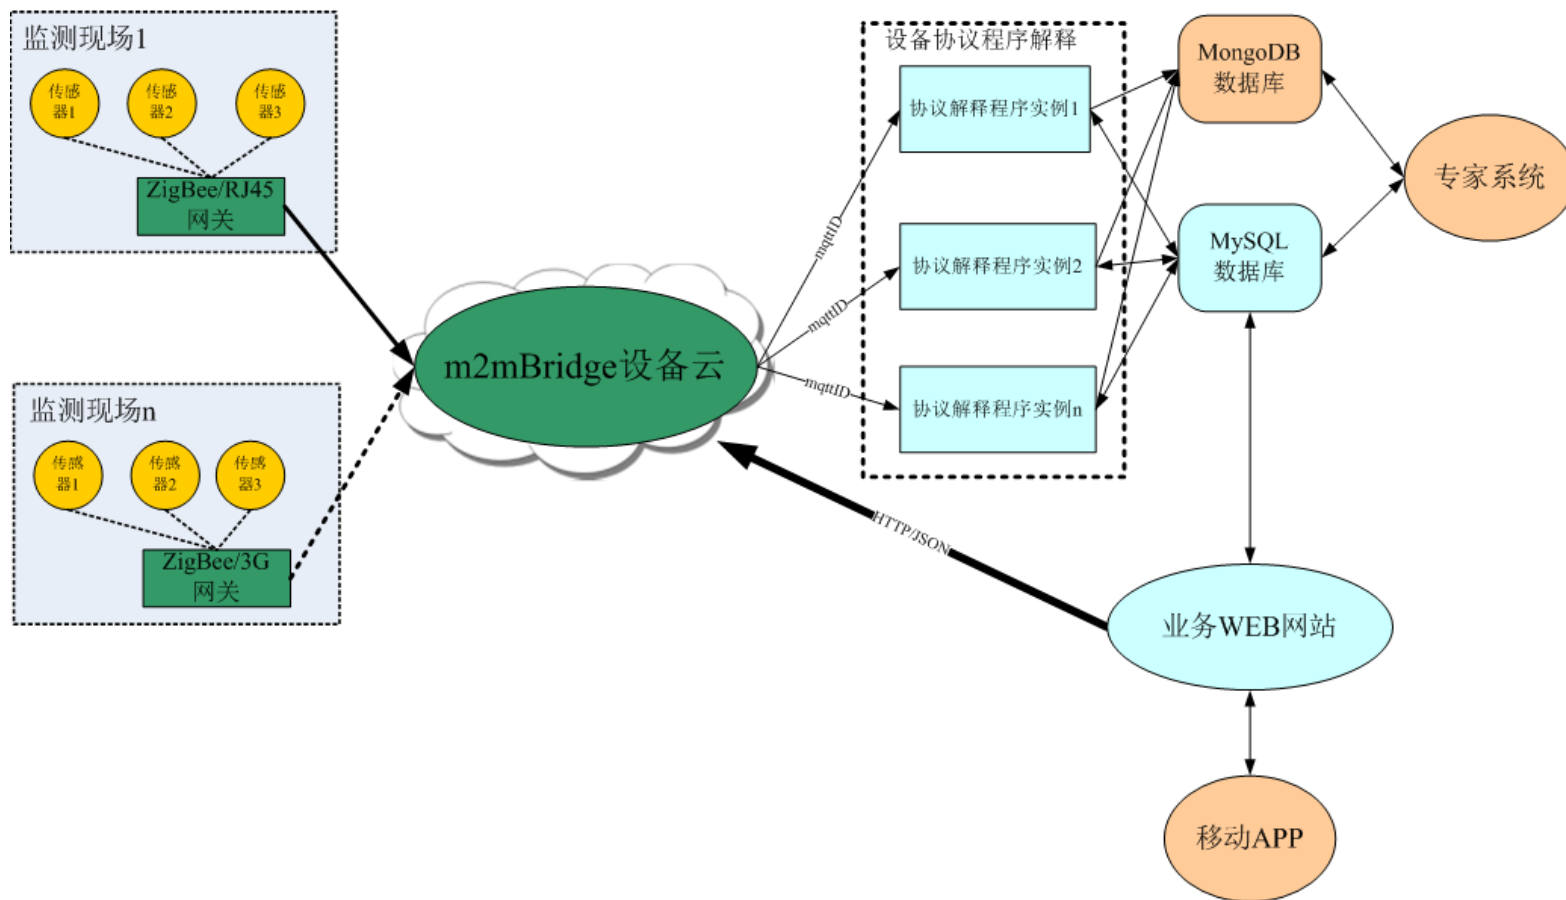 监测现场1
传感
器1
传感
器2
传感
器3
ZigBee/RJ45
网关
监测现场n
传感
器1
传感
器2
传感
器3
ZigBee/3G
网关
m2mBridge设备云
mqttID
mqttID
mqttID
设备协议程序解释
协议解释程序实例1
协议解释程序实例2
协议解释程序实例n
MongoDB
数据库
MySQL
数据库
专家系统
HTTP/JSON
业务WEB网站
移动APP